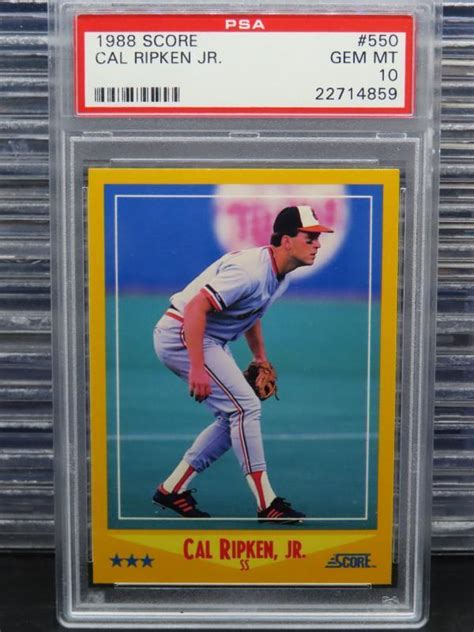 PSA
1988 SCORE #550
CAL RIPKEN JR. GEM MT
10
22714859
CAL RIPKEN, JR.
SS
SCORE